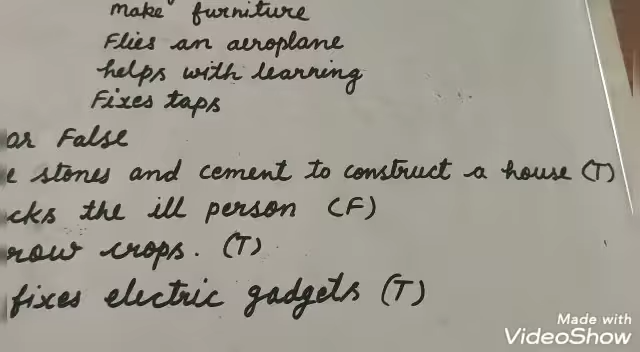 make furniture
Flies an aeroplane
helps with learning
Fixes taps
or False
stones and cement to construct a house (T)
the ill person (F)
crops. (T)
fixes electric gadgets (T)
Made with
VideoShow